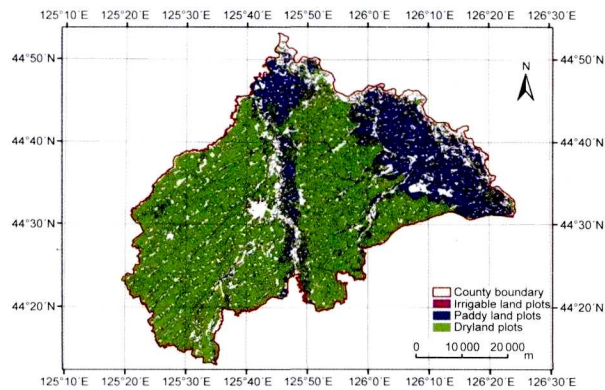 125°10´E 125°20´E 125°30´E 125°40´E 125°50´E 126°0´E 126°10´E 126°20´E 126°30´E
44°50´N 44°50´N
N
44°40´N 44°40´N
44°30´N 44°30´N
County boundary
Irrigable land plots
44°20´N Paddy land plots 44°20´N
Dryland plots
0 10 000 20 000
m
125°10´E 125°20´E 125°30´E 125°40´E 125°50´E 126°0´E 126°10´E 126°20´E 126°30´E